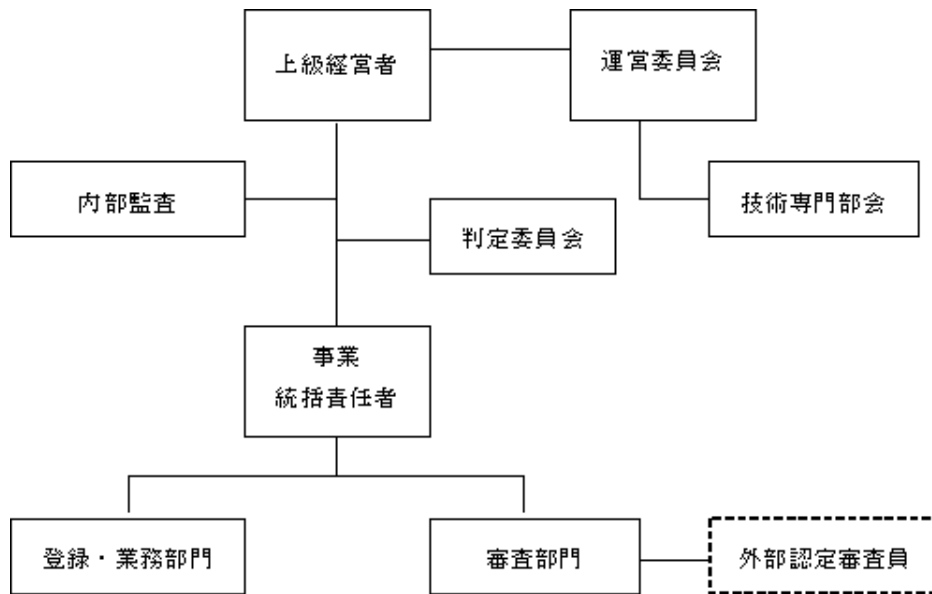 上級経営者
運営委員会
内部監査
技術専門部会
判定委員会
事業
統括責任者
登録・業務部門
審査部門
外部認定審査員